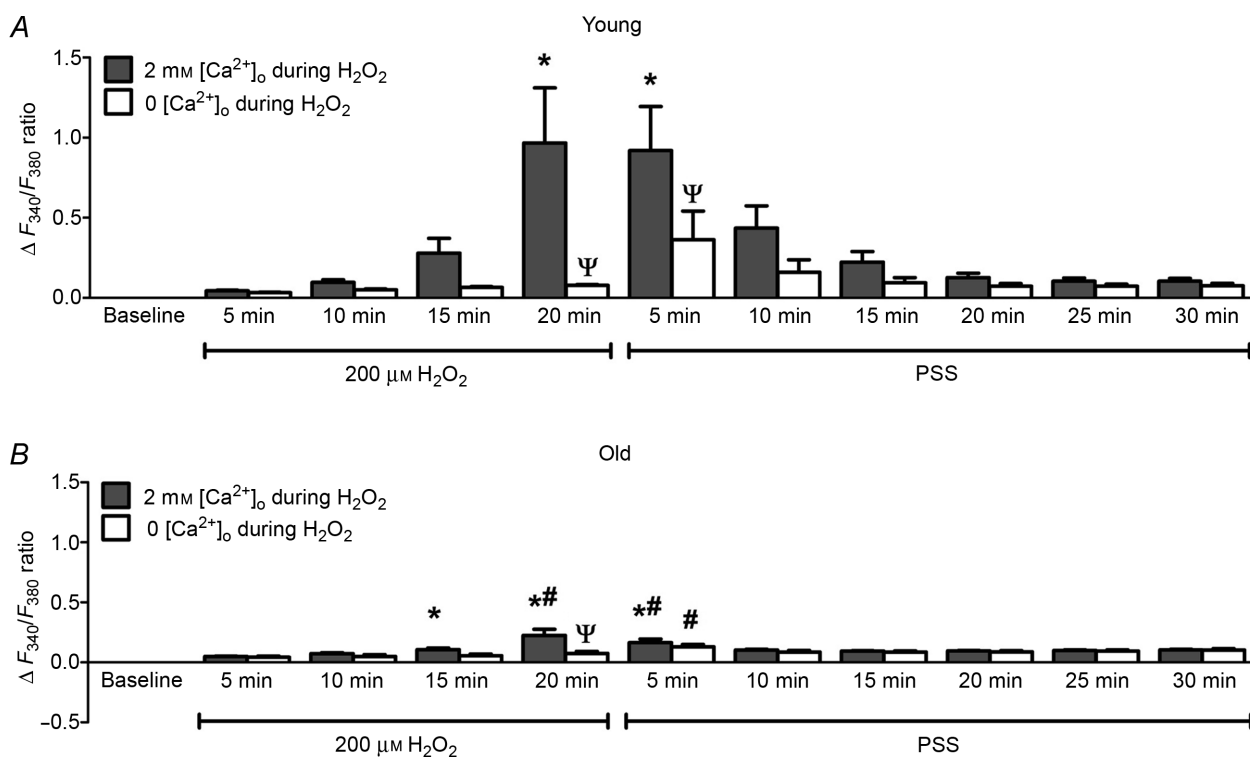 A
Young
1.5
2 mM [Ca²⁺]ₒ during H₂O₂
0 [Ca²⁺]ₒ during H₂O₂
*
*
1.0
Δ F₃₄₀/F₃₈₀ ratio
Ψ
0.5
Ψ
0.0
Baseline 5 min 10 min 15 min 20 min 5 min 10 min 15 min 20 min 25 min 30 min
200 μM H₂O₂ PSS
B
Old
1.5
2 mM [Ca²⁺]ₒ during H₂O₂
0 [Ca²⁺]ₒ during H₂O₂
1.0
Δ F₃₄₀/F₃₈₀ ratio
0.5
* *# Ψ *# #
0.0
Baseline 5 min 10 min 15 min 20 min 5 min 10 min 15 min 20 min 25 min 30 min
–0.5
200 μM H₂O₂ PSS